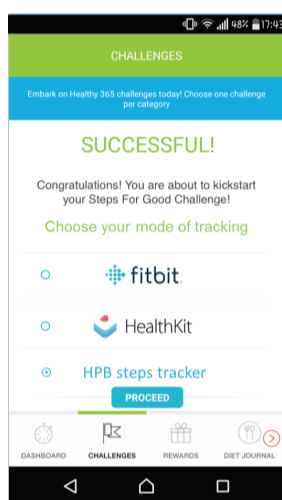 48% 17:43
CHALLENGES
Embark on Healthy 365 challenges today! Choose one challenge
per category
SUCCESSFUL!
Congratulations! You are about to kickstart
your Steps For Good Challenge!
Choose your mode of tracking
fitbit.
HealthKit
HPB steps tracker
PROCEED
DASHBOARD CHALLENGES REWARDS DIET JOURNAL